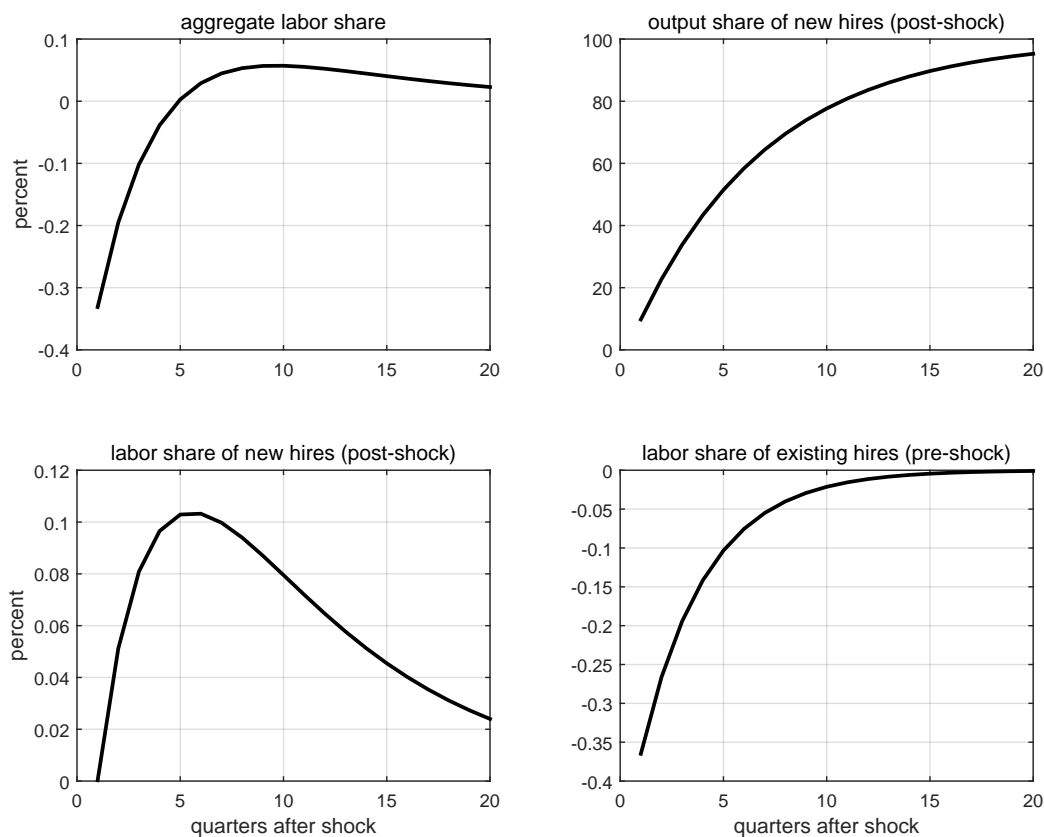 aggregate labor share
0.1
0
-0.1
-0.2
-0.3
-0.4
percent
0 5 10 15 20
output share of new hires (post-shock)
100
80
60
40
20
0
0 5 10 15 20
labor share of new hires (post-shock)
0.12
0.1
0.08
0.06
0.04
0.02
0
percent
0 5 10 15 20
quarters after shock
labor share of existing hires (pre-shock)
0
-0.05
-0.1
-0.15
-0.2
-0.25
-0.3
-0.35
-0.4
0 5 10 15 20
quarters after shock